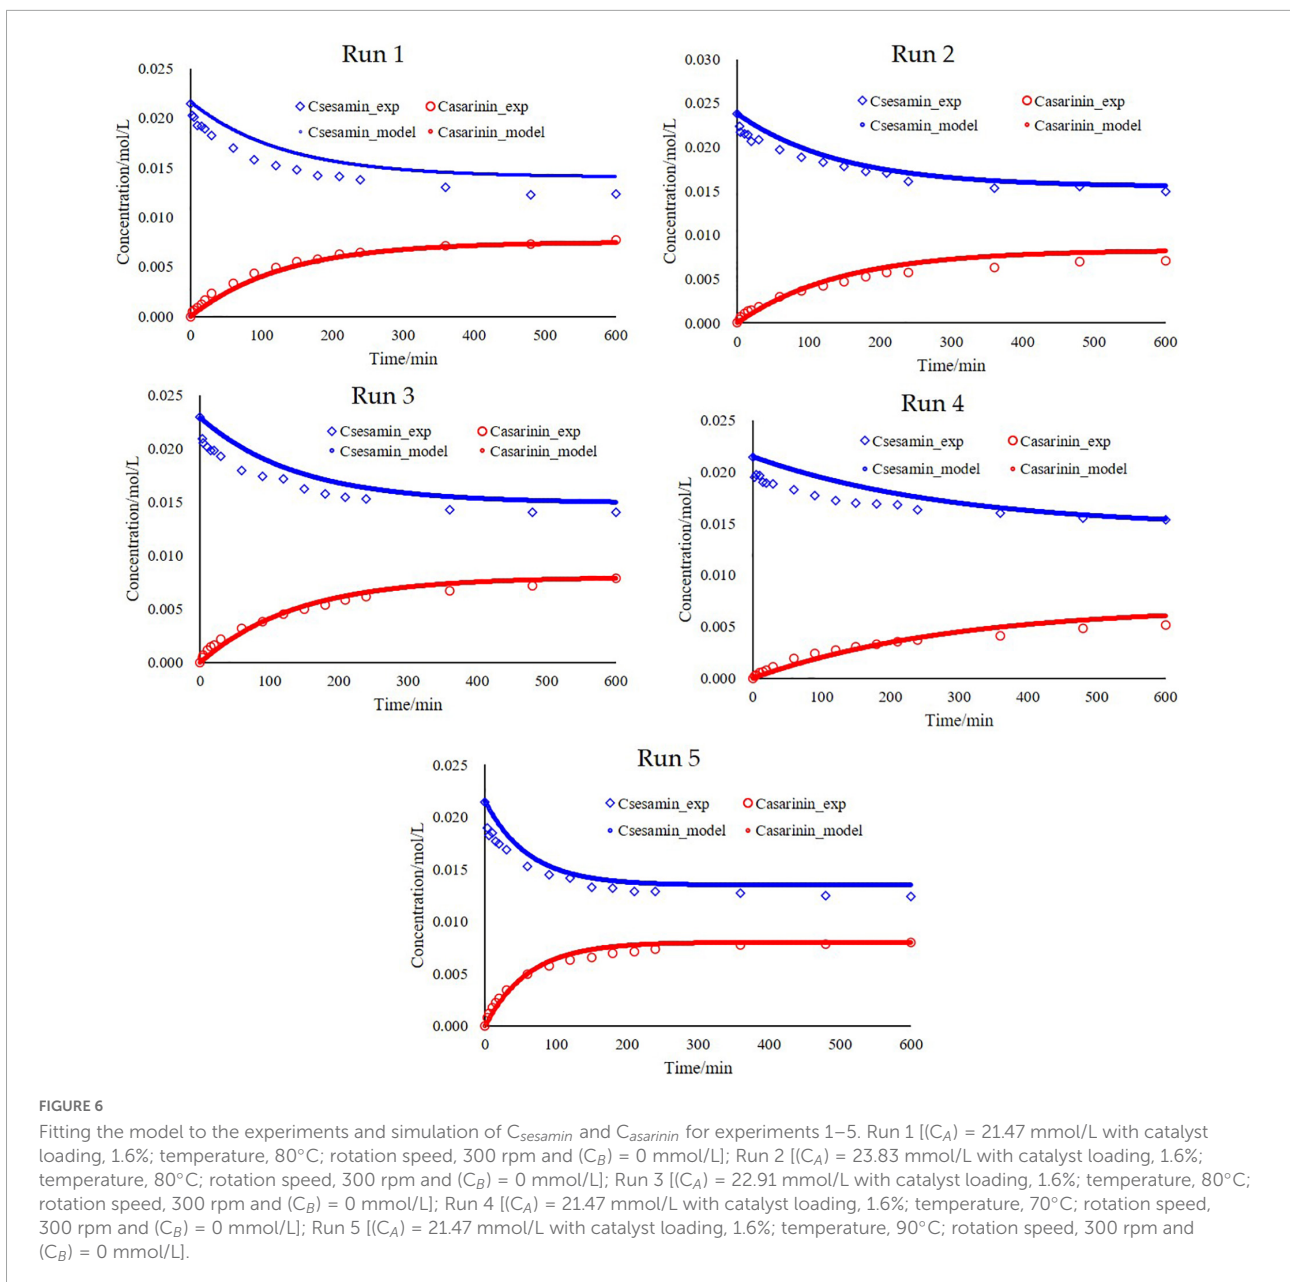 Run 1
0.025
0.020
0.015
0.010
0.005
0.000
Concentration/mol/L
Csesamin_exp
Casarinin_exp
Csesamin_model
Casarinin_model
0
100
200
300
400
500
600
Time/min
Run 2
0.030
0.025
0.020
0.015
0.010
0.005
0.000
Concentration/mol/L
Csesamin_exp
Casarinin_exp
Csesamin_model
Casarinin_model
0
100
200
300
400
500
600
Time/min
Run 3
0.025
0.020
0.015
0.010
0.005
0.000
Concentration/mol/L
Csesamin_exp
Casarinin_exp
Csesamin_model
Casarinin_model
0
100
200
300
400
500
600
Time/min
Run 4
0.025
0.020
0.015
0.010
0.005
0.000
Concentration/mol/L
Csesamin_exp
Casarinin_exp
Csesamin_model
Casarinin_model
0
100
200
300
400
500
600
Time/min
Run 5
0.025
0.020
0.015
0.010
0.005
0.000
Concentration/mol/L
Csesamin_exp
Casarinin_exp
Csesamin_model
Casarinin_model
0
100
200
300
400
500
600
Time/min
FIGURE 6
Fitting the model to the experiments and simulation of Csesamin and Casarinin for experiments 1–5. Run 1 [(CA) = 21.47 mmol/L with catalyst
loading, 1.6%; temperature, 80°C; rotation speed, 300 rpm and (CB) = 0 mmol/L]; Run 2 [(CA) = 23.83 mmol/L with catalyst loading, 1.6%;
temperature, 80°C; rotation speed, 300 rpm and (CB) = 0 mmol/L]; Run 3 [(CA) = 22.91 mmol/L with catalyst loading, 1.6%; temperature, 80°C;
rotation speed, 300 rpm and (CB) = 0 mmol/L]; Run 4 [(CA) = 21.47 mmol/L with catalyst loading, 1.6%; temperature, 70°C; rotation speed,
300 rpm and (CB) = 0 mmol/L]; Run 5 [(CA) = 21.47 mmol/L with catalyst loading, 1.6%; temperature, 90°C; rotation speed, 300 rpm and
(CB) = 0 mmol/L].